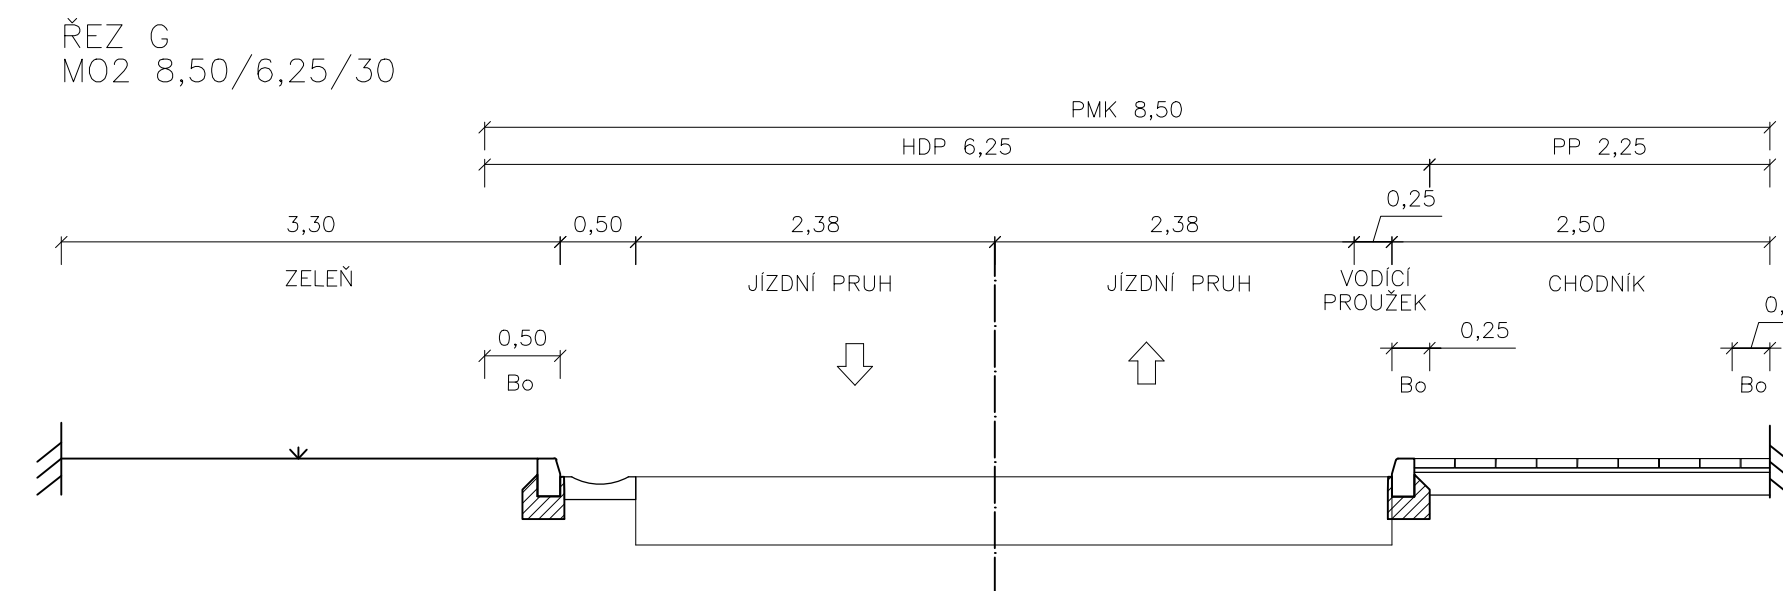 ŘEZ G
MO2 8,50/6,25/30
PMK 8,50
HDP 6,25
PP 2,25
0,25
3,30
0,50
2,38
2,38
2,50
ZELEŇ
JÍZDNÍ PRUH
JÍZDNÍ PRUH
VODÍCÍ
PROUŽEK
CHODNÍK
0,50
0,25
Bo
Bo
Bo